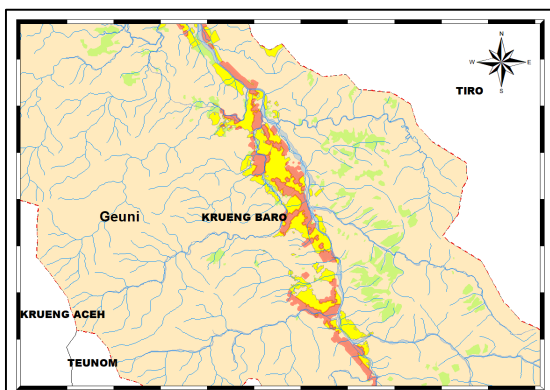 N
W E
S
TIRO
Geuni
KRUENG BARO
KRUENG ACEH
TEUNOM